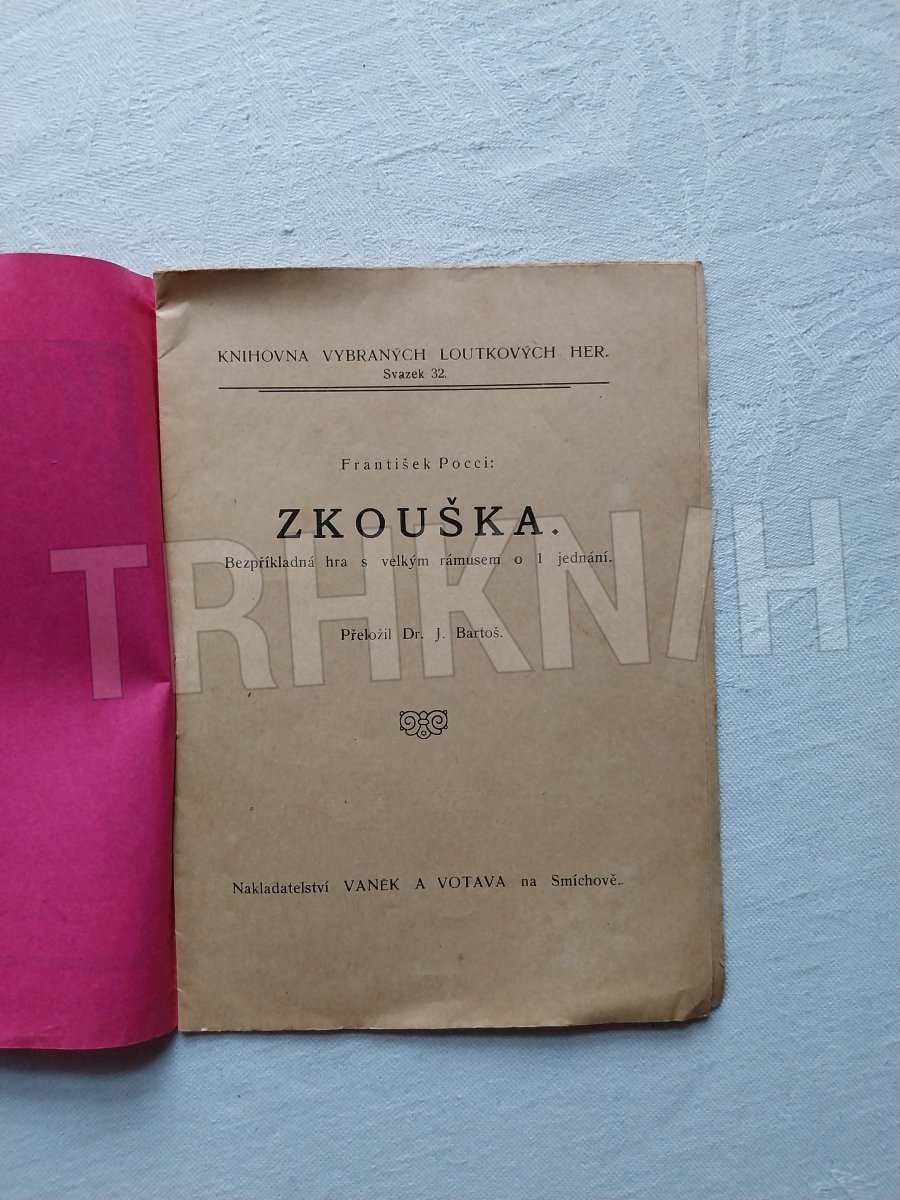 KNIHOVNA VYBRANÝCH LOUTKOVÝCH HER.
Svazek 32.
František Pocci:
ZKOUŠKA.
Bezpříkladná hra s velkým rámusem o 1 jednání.
TRHKNIH
Přeložil Dr. J. Bartoš.
Nakladatelství VANĚK A VOTAVA na Smíchově.